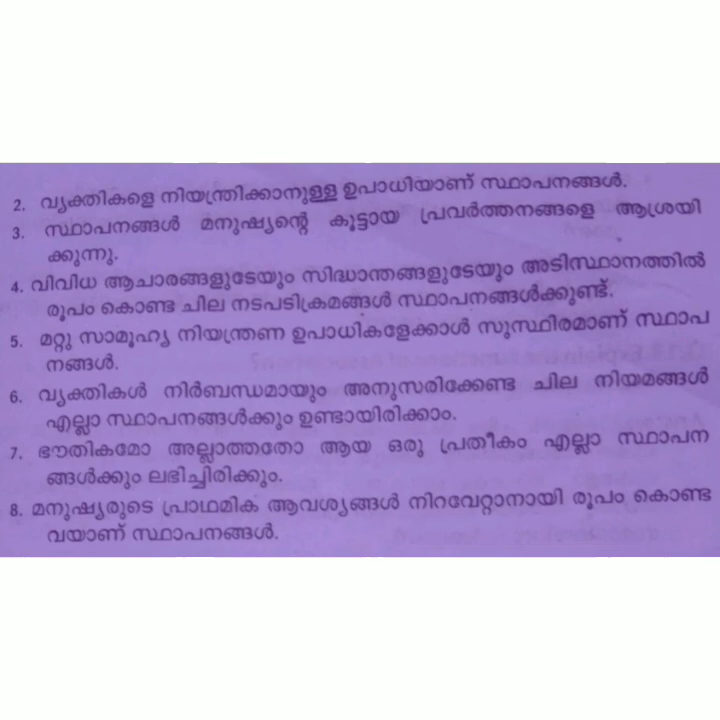 2. വ്യക്തികളെ നിയന്ത്രിക്കാനുള്ള ഉപാധിയാണ് സ്ഥാപനങ്ങൾ.
3. സ്ഥാപനങ്ങൾ മനുഷ്യന്റെ കൂട്ടായ പ്രവർത്തനങ്ങളെ ആശ്രയി
ക്കുന്നു.
4. വിവിധ ആചാരങ്ങളുടേയും സിദ്ധാന്തങ്ങളുടേയും അടിസ്ഥാനത്തിൽ
രൂപം കൊണ്ട ചില നടപടിക്രമങ്ങൾ സ്ഥാപനങ്ങൾക്കുണ്ട്.
5. മറ്റു സാമൂഹ്യ നിയന്ത്രണ ഉപാധികളേക്കാൾ സുസ്ഥിരമാണ് സ്ഥാപ
നങ്ങൾ.
6. വ്യക്തികൾ നിർബന്ധമായും അനുസരിക്കേണ്ട ചില നിയമങ്ങൾ
എല്ലാ സ്ഥാപനങ്ങൾക്കും ഉണ്ടായിരിക്കാം.
7. ഭൗതികമോ അല്ലാത്തതോ ആയ ഒരു പ്രതീകം എല്ലാ സ്ഥാപന
ങ്ങൾക്കും ലഭിച്ചിരിക്കും.
8. മനുഷ്യരുടെ പ്രാഥമിക ആവശ്യങ്ങൾ നിറവേറ്റാനായി രൂപം കൊണ്ട
വയാണ് സ്ഥാപനങ്ങൾ.